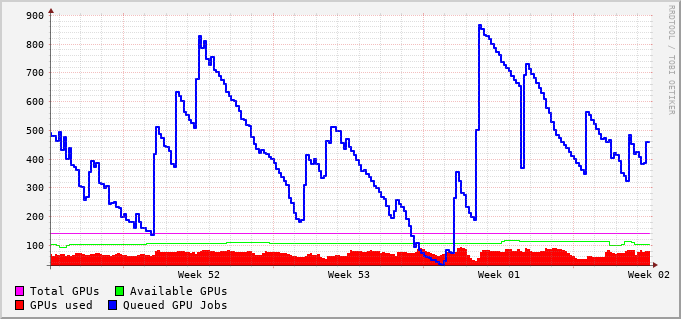 900
800
700
600
500
400
300
200
100
Week 52 Week 53 Week 01 Week 02
Total GPUs Available GPUs
GPUs used Queued GPU Jobs
RRDTOOL / TOBI OETIKER